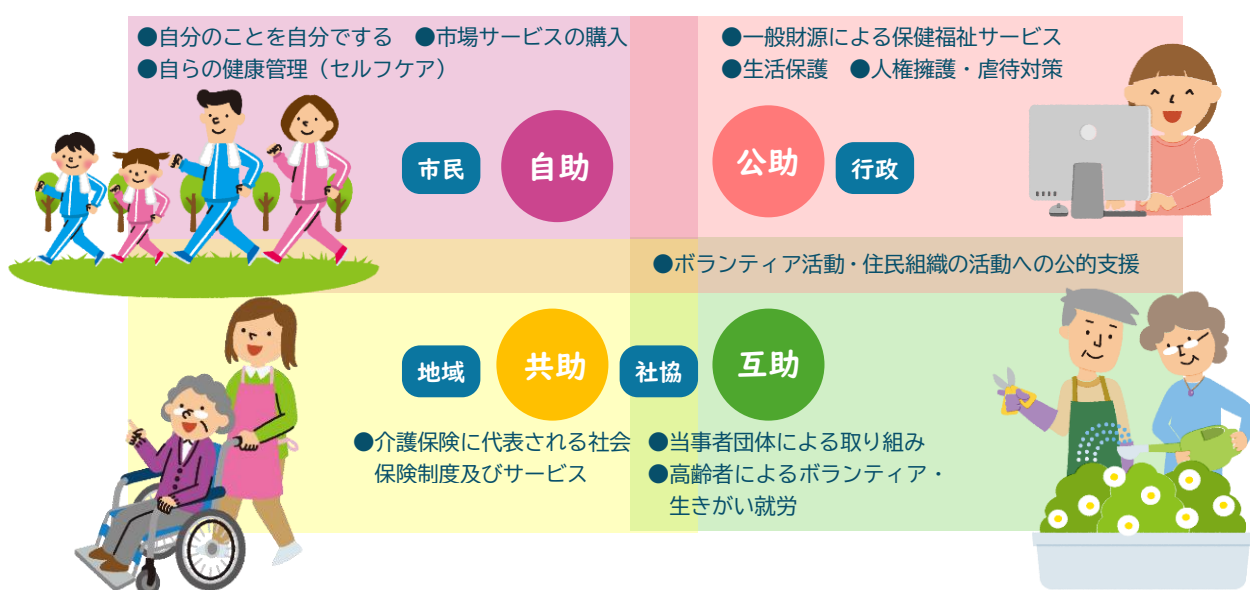 ●自分のことを自分でする　●市場サービスの購入
●自らの健康管理（セルフケア）
市民
自助
●一般財源による保健福祉サービス
●生活保護　●人権擁護・虐待対策
公助
行政
●ボランティア活動・住民組織の活動への公的支援
地域
共助
社協
互助
●介護保険に代表される社会
保険制度及びサービス
●当事者団体による取り組み
●高齢者によるボランティア・
生きがい就労